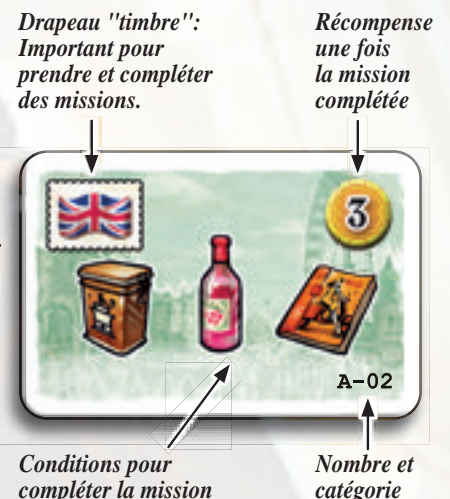 Drapeau "timbre":
Important pour
prendre et compléter
des missions.
Récompense
une fois
la mission
complétée
3
A-02
Conditions pour
compléter la mission
Nombre et
catégorie